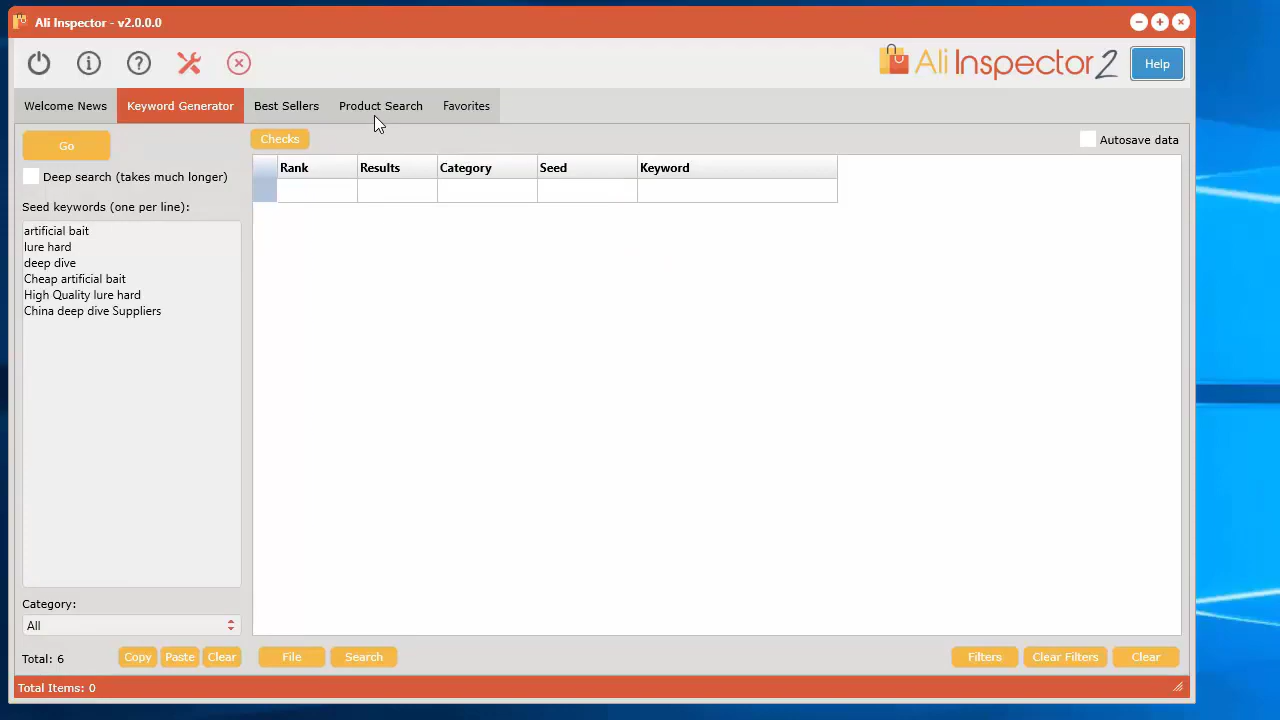 Ali Inspector - v2.0.0.0
Ali Inspector 2
Help
Welcome News
Keyword Generator
Best Sellers
Product Search
Favorites
Go
Checks
Autosave data
Deep search (takes much longer)
Seed keywords (one per line):
artificial bait
lure hard
deep dive
Cheap artificial bait
High Quality lure hard
China deep dive Suppliers
Rank
Results
Category
Seed
Keyword
Category:
All
Total: 6
Copy
Paste
Clear
File
Search
Filters
Clear Filters
Clear
Total Items: 0